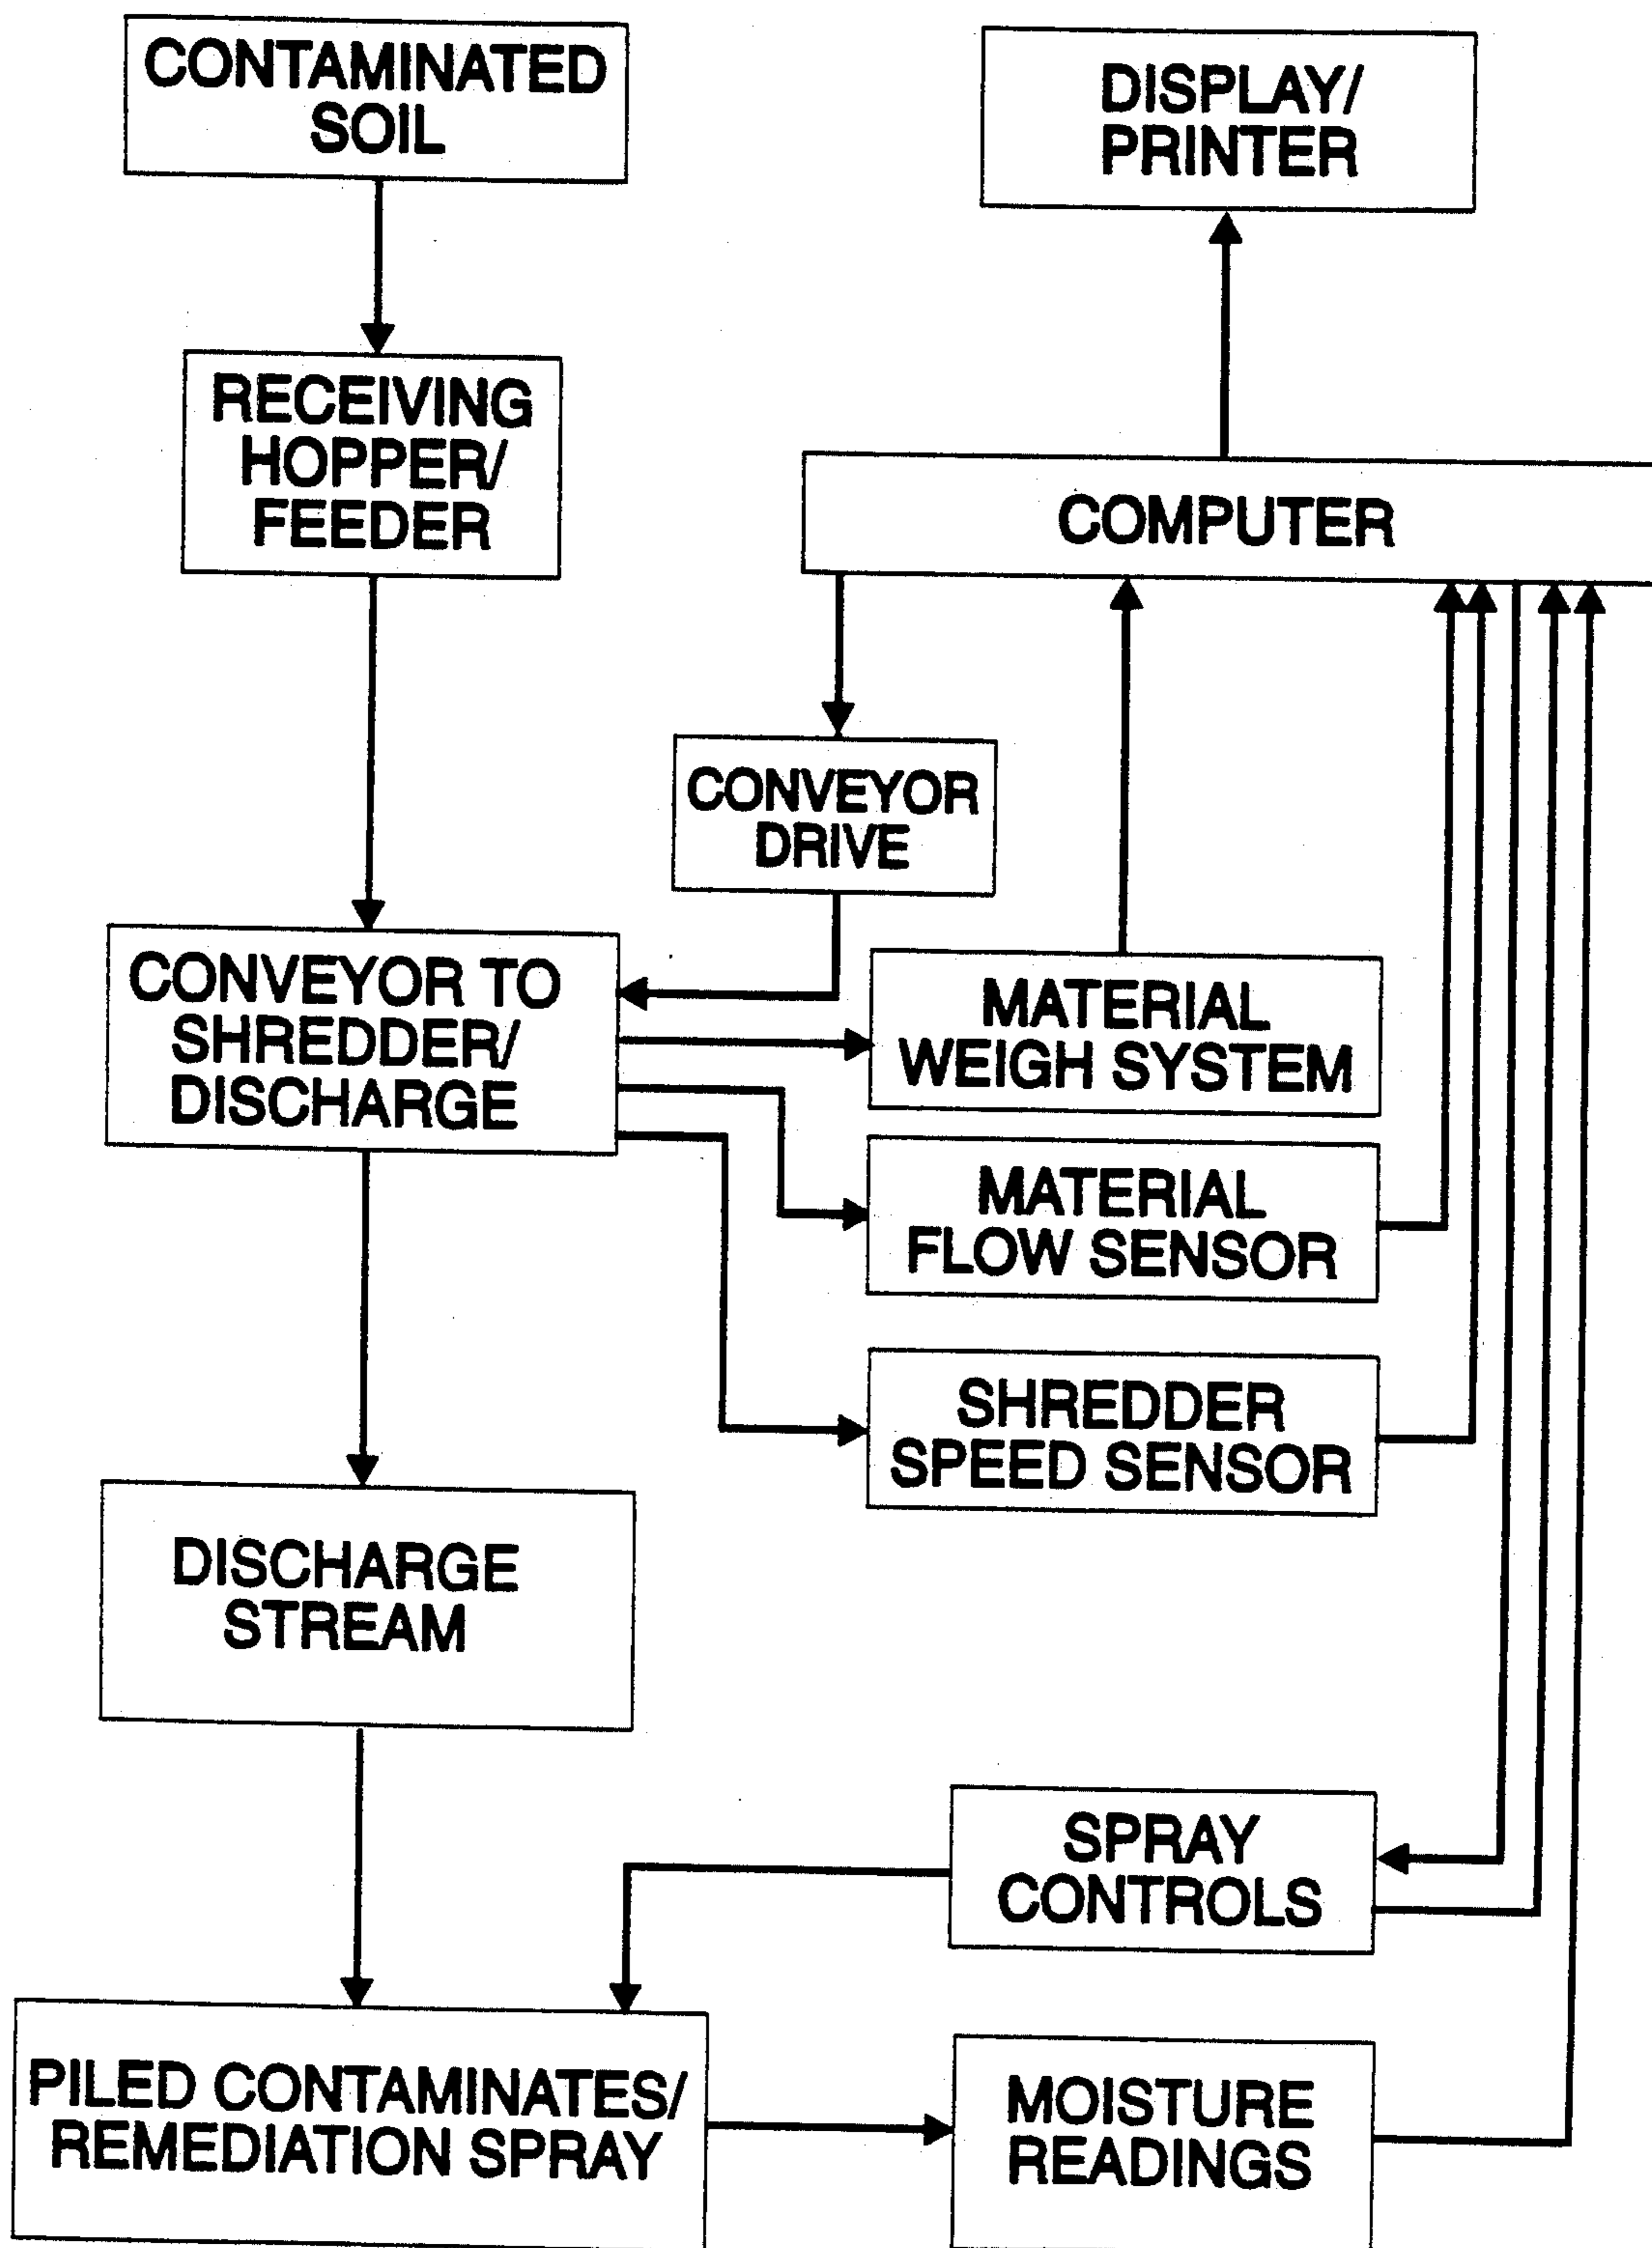 CONTAMINATED
SOIL
DISPLAY/
PRINTER
RECEIVING
HOPPER/
FEEDER
COMPUTER
CONVEYOR
DRIVE
CONVEYOR TO
SHREDDER/
DISCHARGE
MATERIAL
WEIGH SYSTEM
MATERIAL
FLOW SENSOR
SHREDDER
SPEED SENSOR
DISCHARGE
STREAM
SPRAY
CONTROLS
PILED CONTAMINATES/
REMEDIATION SPRAY
MOISTURE
READINGS